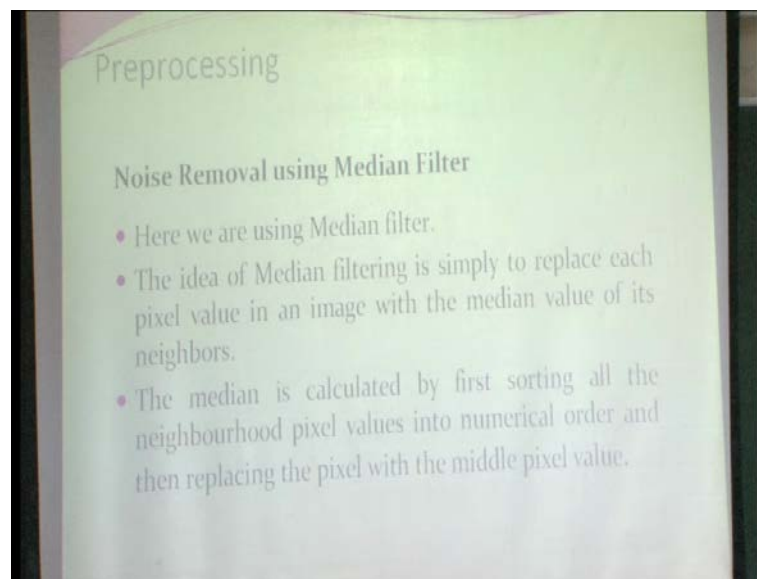 Preprocessing
Noise Removal using Median Filter
• Here we are using Median filter.
• The idea of Median filtering is simply to replace each
pixel value in an image with the median value of its
neighbors.
• The median is calculated by first sorting all the
neighbourhood pixel values into numerical order and
then replacing the pixel with the middle pixel value.